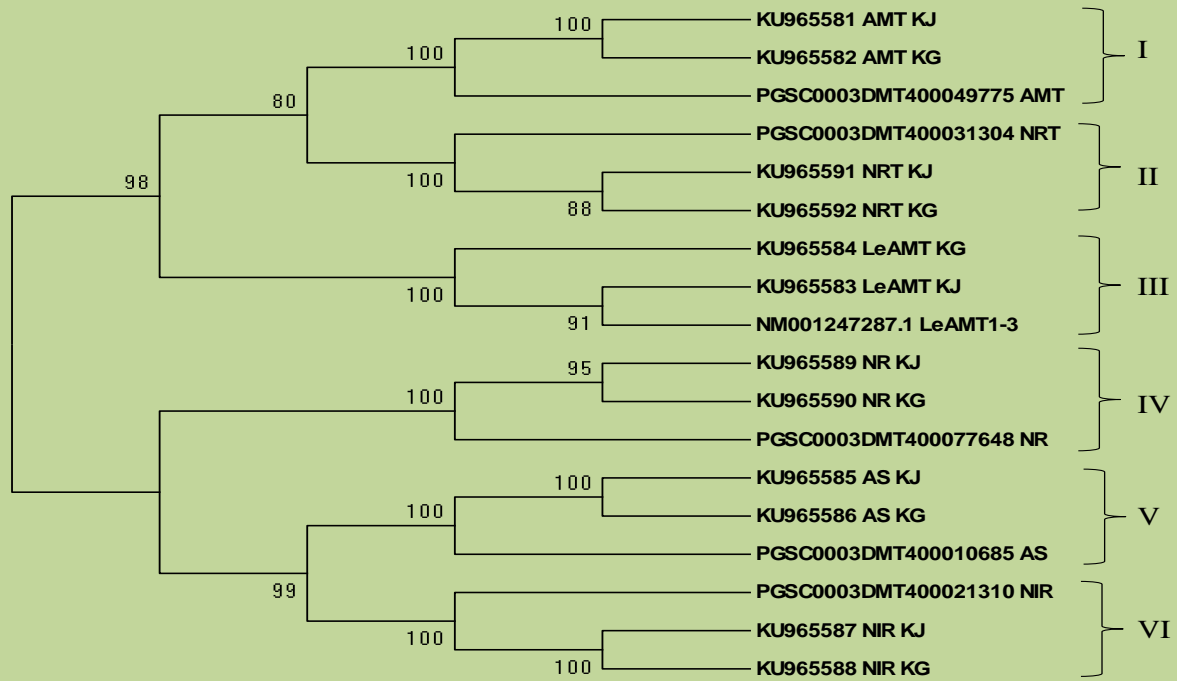 100
KU965581 AMT KJ
100
KU965582 AMT KG
I
80
PGSC0003DMT400049775 AMT
PGSC0003DMT400031304 NRT
98
100
KU965591 NRT KJ
II
88
KU965592 NRT KG
KU965584 LeAMT KG
100
KU965583 LeAMT KJ
III
91
NM001247287.1 LeAMT1-3
95
KU965589 NR KJ
100
KU965590 NR KG
IV
PGSC0003DMT400077648 NR
100
KU965585 AS KJ
100
KU965586 AS KG
V
PGSC0003DMT400010685 AS
99
PGSC0003DMT400021310 NIR
100
KU965587 NIR KJ
VI
100
KU965588 NIR KG